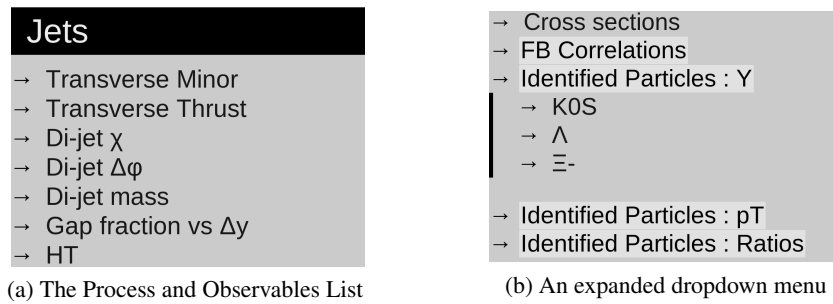 Jets
→ Transverse Minor
→ Transverse Thrust
→ Di-jet χ
→ Di-jet Δφ
→ Di-jet mass
→ Gap fraction vs Δy
→ HT
(a) The Process and Observables List
→ Cross sections
→ FB Correlations
→ Identified Particles : Y
→ K0S
→ Λ
→ Ξ-
→ Identified Particles : pT
→ Identified Particles : Ratios
(b) An expanded dropdown menu